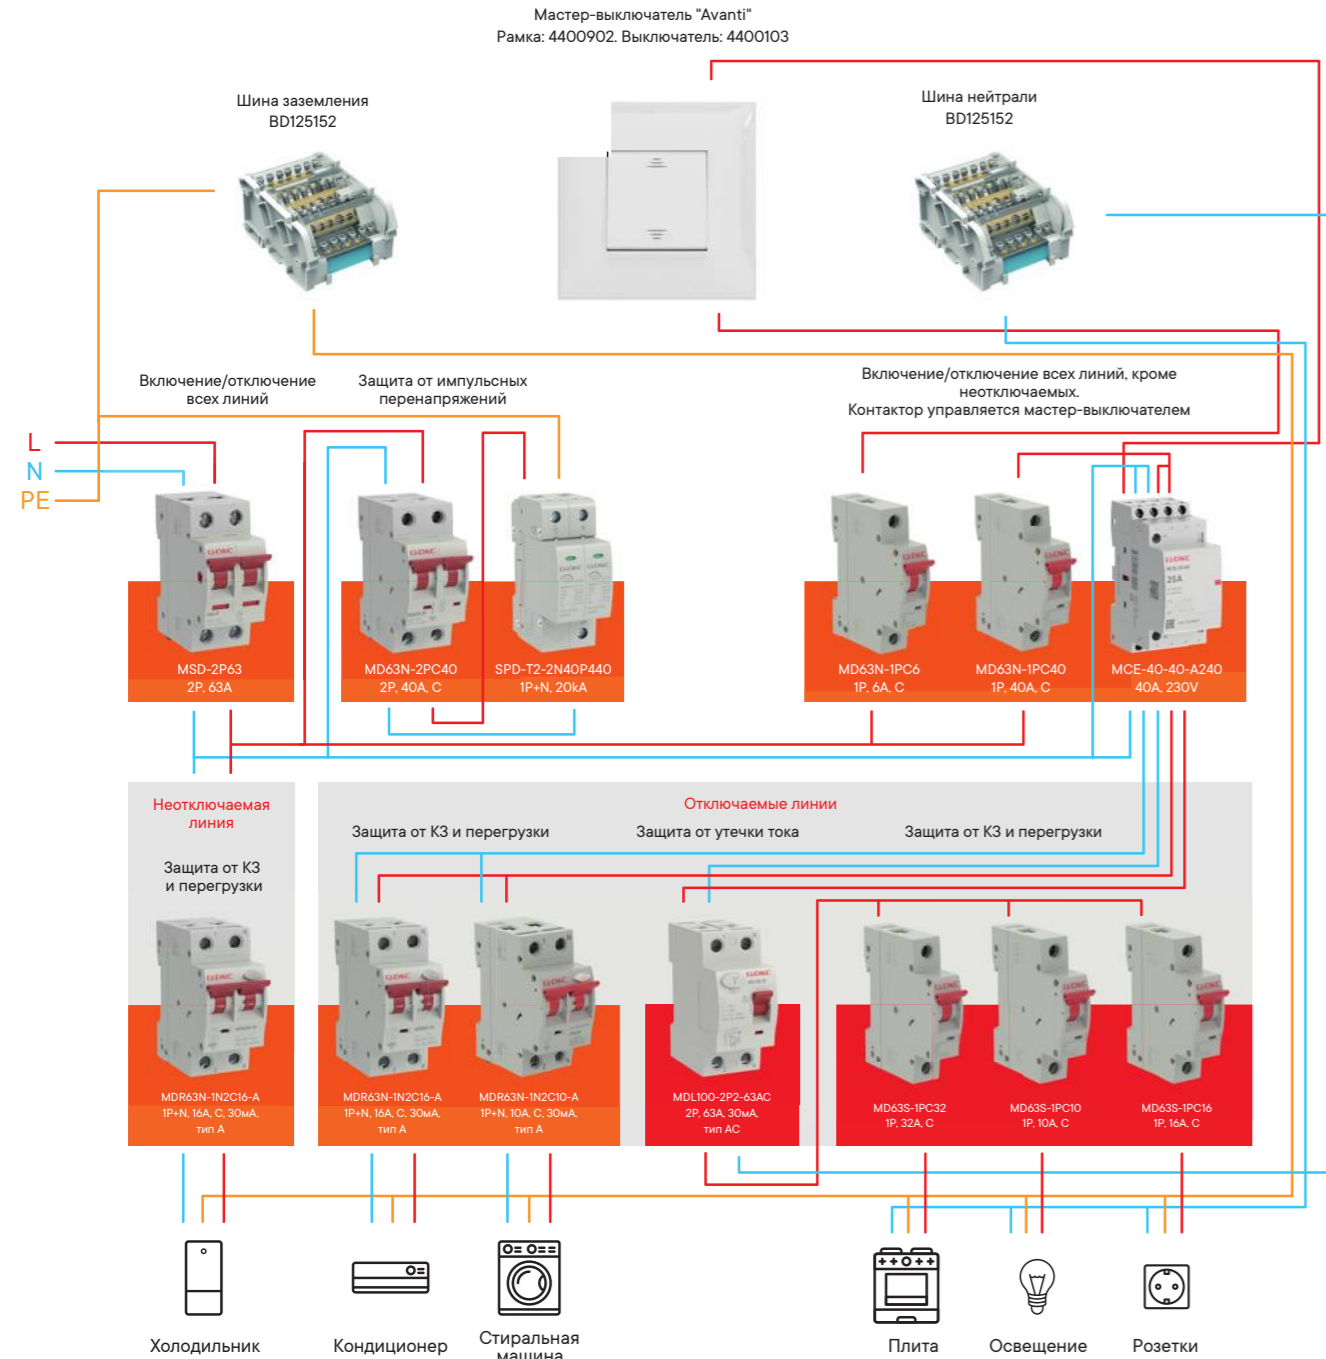 Мастер-выключатель "Avanti"
Рамка: 4400902. Выключатель: 4400103
Шина заземления
BD125152
Шина нейтрали
BD125152
Включение/отключение
всех линий
Защита от импульсных
перенапряжений
Включение/отключение всех линий, кроме
неотключаемых.
Контактор управляется мастер-выключателем
L
N
PE
25A
MSD-2P63
2P, 63A
MD63N-2PC40
2P, 40A, C
SPD-T2-2N40P440
1P+N, 20kA
MD63N-1PC6
1P, 6A, C
MD63N-1PC40
1P, 40A, C
MCE-40-40-A240
40A, 230V
Неотключаемая
линия
Защита от КЗ
и перегрузки
Отключаемые линии
Защита от КЗ и перегрузки
Защита от утечки тока
Защита от КЗ и перегрузки
MDR63N-1N2C16-A
1P+N, 16A, C, 30мA,
тип A
MDR63N-1N2C16-A
1P+N, 16A, C, 30мA,
тип A
MDR63N-1N2C10-A
1P+N, 10A, C, 30мA,
тип A
MDL100-2P2-63AC
2P, 63A, 30мA,
тип AC
MD63S-1PC32
1P, 32A, C
MD63S-1PC10
1P, 10A, C
MD63S-1PC16
1P, 16A, C
Холодильник
Кондиционер
Стиральная
машина
Плита
Освещение
Розетки